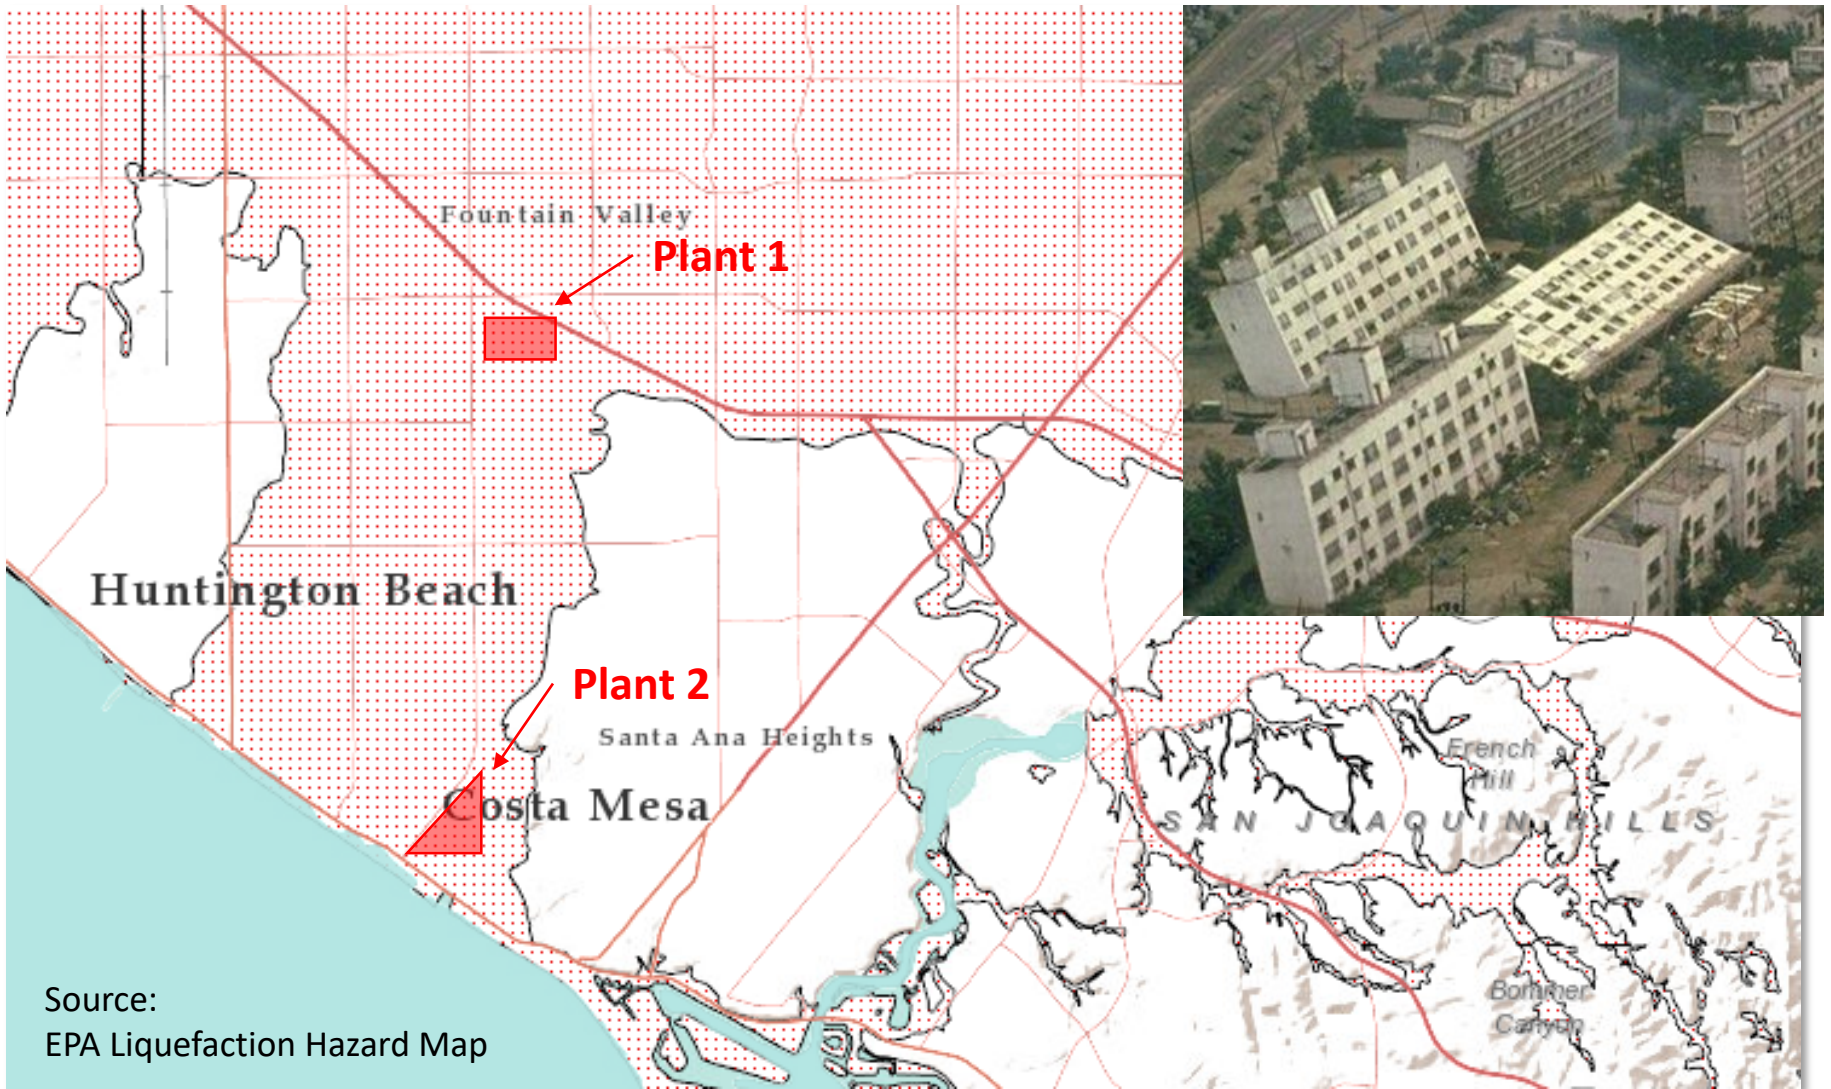 Fountain Valley
Plant 1
Huntington Beach
Plant 2
Santa Ana Heights
Costa Mesa
French
Hill
SAN JOAQUIN HILLS
Bommer
Canyon
Source:
EPA Liquefaction Hazard Map